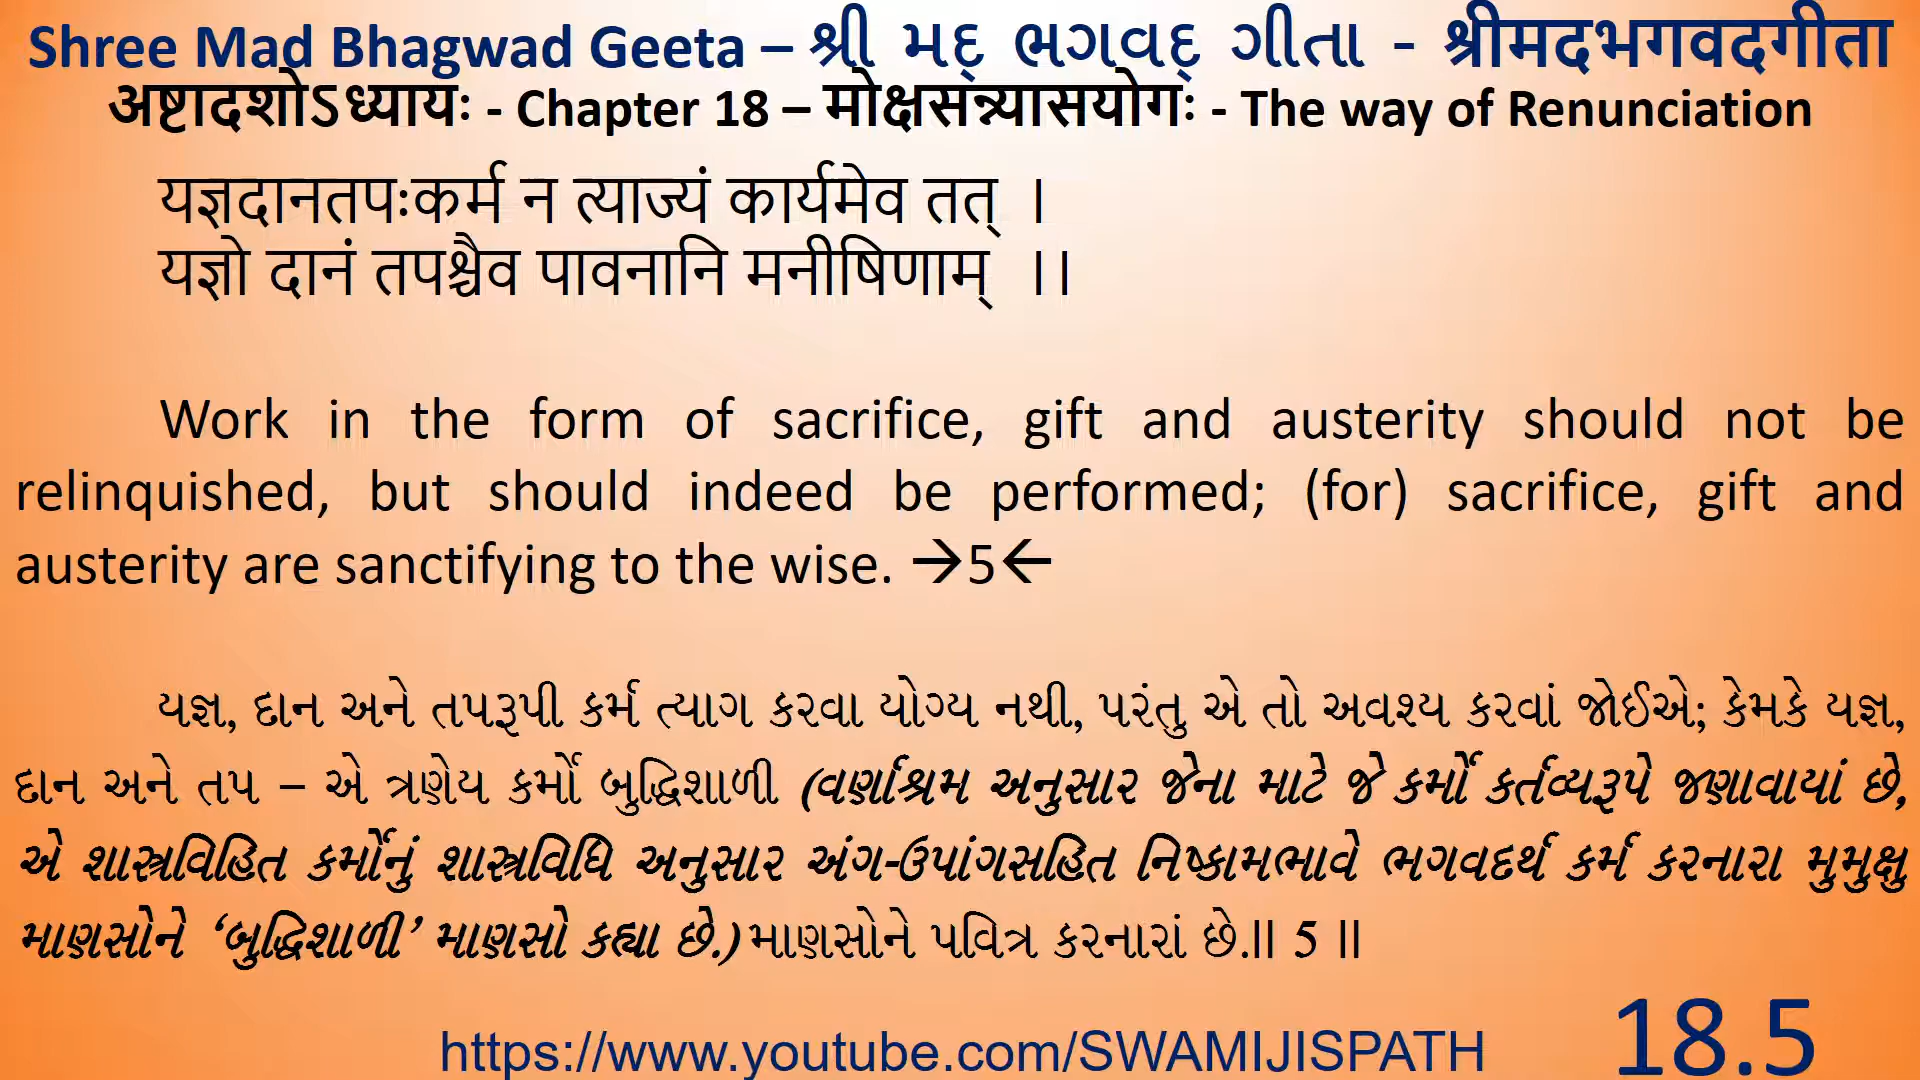 Shree Mad Bhagwad Geeta – શ્રી મદ્ ભગવદ્ ગીતા - श्रीमदभगवदगीता
अष्टादशोऽध्यायः - Chapter 18 – मोक्षसंन्यासयोगः - The way of Renunciation
यज्ञदानतपःकर्म न त्याज्यं कार्यमेव तत् ।
यज्ञो दानं तपश्चैव पावनानि मनीषिणाम् ।।
Work in the form of sacrifice, gift and austerity should not be
relinquished, but should indeed be performed; (for) sacrifice, gift and
austerity are sanctifying to the wise. →5←
યજ્ઞ, દાન અને તપરૂપી કર્મ ત્યાગ કરવા યોગ્ય નથી, પરંતુ એ તો અવશ્ય કરવાં જોઈએ; કેમકે યજ્ઞ,
દાન અને તપ – એ ત્રણેય કર્મો બુદ્ધિશાળી (વર્ણાશ્રમ અનુસાર જેના માટે જે કર્મો કર્તવ્યરૂપે જણાવાયાં છે,
એ શાસ્ત્રવિહિત કર્મોનું શાસ્ત્રવિધિ અનુસાર અંગ-ઉપાંગસહિત નિષ્કામભાવે ભગવદર્થ કર્મ કરનારા મુમુક્ષુ
માણસોને ‘બુદ્ધિશાળી’ માણસો કહ્યા છે.) માણસોને પવિત્ર કરનારાં છે.॥ 5 ॥
https://www.youtube.com/SWAMIJISPATH
18.5